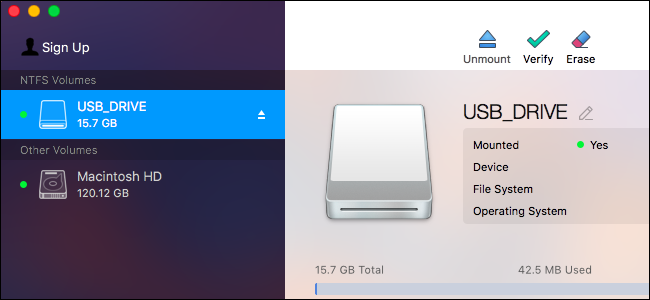 Sign Up
NTFS Volumes
USB_DRIVE
15.7 GB
Other Volumes
Macintosh HD
120.12 GB
Unmount Verify Erase
USB_DRIVE
Mounted Yes
Device
File System
Operating System
15.7 GB Total 42.5 MB Used